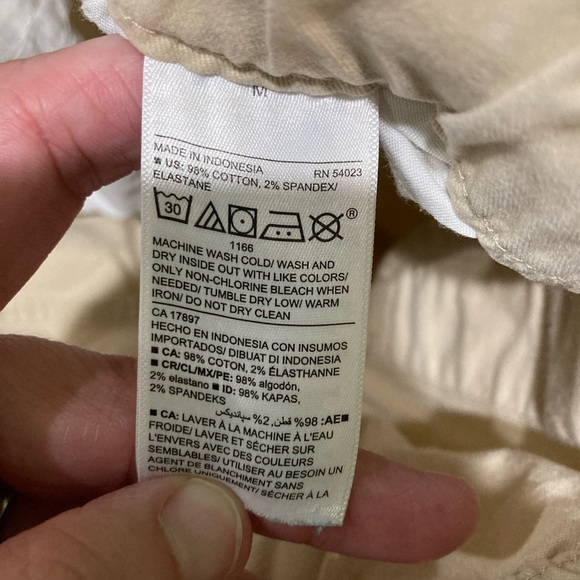 M
MADE IN INDONESIA RN 54023
■ US: 98% COTTON, 2% SPANDEX/
ELASTANE
30 ®
1166
MACHINE WASH COLD/ WASH AND
DRY INSIDE OUT WITH LIKE COLORS/
ONLY NON-CHLORINE BLEACH WHEN
NEEDED/ TUMBLE DRY LOW/ WARM
IRON/ DO NOT DRY CLEAN
CA 17897
HECHO EN INDONESIA CON INSUMOS
IMPORTADOS/ DIBUAT DI INDONESIA
■ CA: 98% COTON, 2% ÉLASTHANNE
■ CR/CL/MX/PE: 98% algodón,
2% elastano ■ ID: 98% KAPAS,
2% SPANDEKS
AE: 98% قطن, 2% سپانديكس
■ CA: LAVER À LA MACHINE À L'EAU
FROIDE/ LAVER ET SÉCHER SUR
L'ENVERS AVEC DES COULEURS
SEMBLABLES/ UTILISER AU BESOIN UN
AGENT DE BLANCHIMENT SANS
CHLORE UNIQUEMENT/ SÉCHER À LA